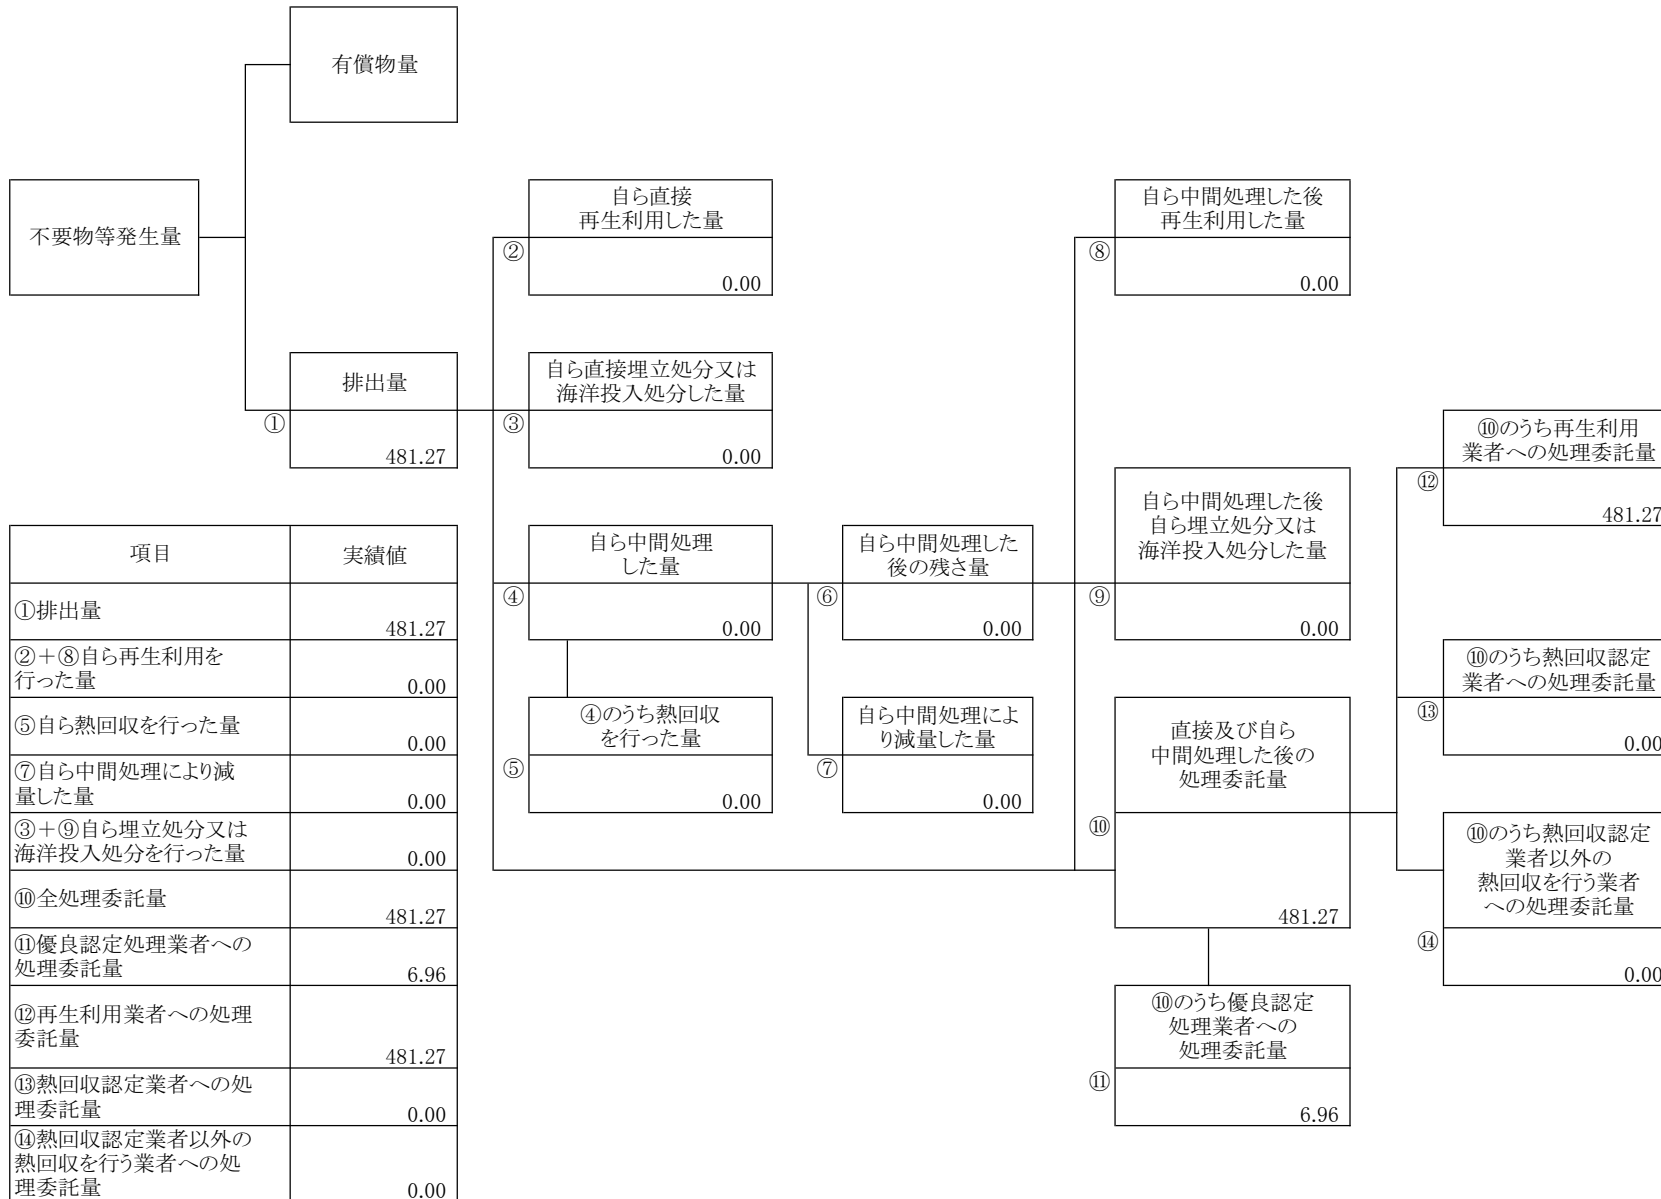 有償物量
不要物等発生量
自ら直接
再生利用した量
②
0.00
自ら中間処理した後
再生利用した量
⑧
0.00
排出量
①
481.27
自ら直接埋立処分又は
海洋投入処分した量
③
0.00
⑩のうち再生利用
業者への処理委託量
⑫
481.27
自ら中間処理
した量
④
0.00
自ら中間処理した
後の残さ量
⑥
0.00
自ら中間処理した後
自ら埋立処分又は
海洋投入処分した量
⑨
0.00
⑩のうち熱回収認定
業者への処理委託量
⑬
0.00
④のうち熱回収
を行った量
⑤
0.00
自ら中間処理によ
り減量した量
⑦
0.00
直接及び自ら
中間処理した後の
処理委託量
⑩
481.27
⑩のうち熱回収認定
業者以外の
熱回収を行う業者
への処理委託量
⑭
0.00
⑩のうち優良認定
処理業者への
処理委託量
⑪
6.96
項目 実績値
①排出量
481.27
②＋⑧自ら再生利用を
行った量 0.00
⑤自ら熱回収を行った量
0.00
⑦自ら中間処理により減
量した量 0.00
③＋⑨自ら埋立処分又は
海洋投入処分を行った量 0.00
⑩全処理委託量
481.27
⑪優良認定処理業者への
処理委託量 6.96
⑫再生利用業者への処理
委託量
481.27
⑬熱回収認定業者への処
理委託量 0.00
⑭熱回収認定業者以外の
熱回収を行う業者への処
理委託量 0.00